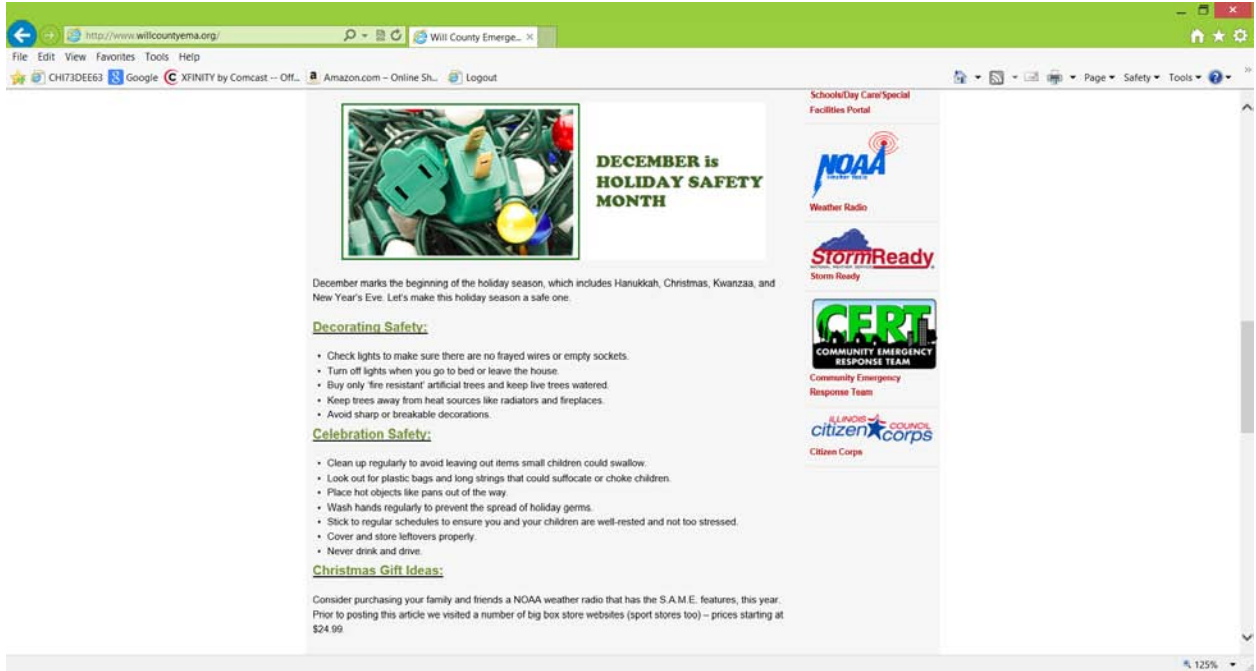 http://www.willcountyema.org/
Will County Emerge...
File Edit View Favorites Tools Help
CHI73DEE63 Google XFINITY by Comcast -- Off... Amazon.com – Online Sh... Logout
Page Safety Tools
Schools/Day Care/Special
Facilities Portal
DECEMBER is
HOLIDAY SAFETY
MONTH
NOAA
Weather Radio
StormReady
Storm Ready
December marks the beginning of the holiday season, which includes Hanukkah, Christmas, Kwanzaa, and
New Year's Eve. Let's make this holiday season a safe one.
Decorating Safety:
• Check lights to make sure there are no frayed wires or empty sockets.
• Turn off lights when you go to bed or leave the house.
• Buy only 'fire resistant' artificial trees and keep live trees watered.
• Keep trees away from heat sources like radiators and fireplaces.
• Avoid sharp or breakable decorations.
CERT
COMMUNITY EMERGENCY
RESPONSE TEAM
Community Emergency
Response Team
ILLINOIS
citizen corps
COUNCIL
Citizen Corps
Celebration Safety:
• Clean up regularly to avoid leaving out items small children could swallow.
• Look out for plastic bags and long strings that could suffocate or choke children.
• Place hot objects like pans out of the way.
• Wash hands regularly to prevent the spread of holiday germs.
• Stick to regular schedules to ensure you and your children are well-rested and not too stressed.
• Cover and store leftovers properly.
• Never drink and drive.
Christmas Gift Ideas:
Consider purchasing your family and friends a NOAA weather radio that has the S.A.M.E. features, this year.
Prior to posting this article we visited a number of big box store websites (sport stores too) – prices starting at
$24.99
125%